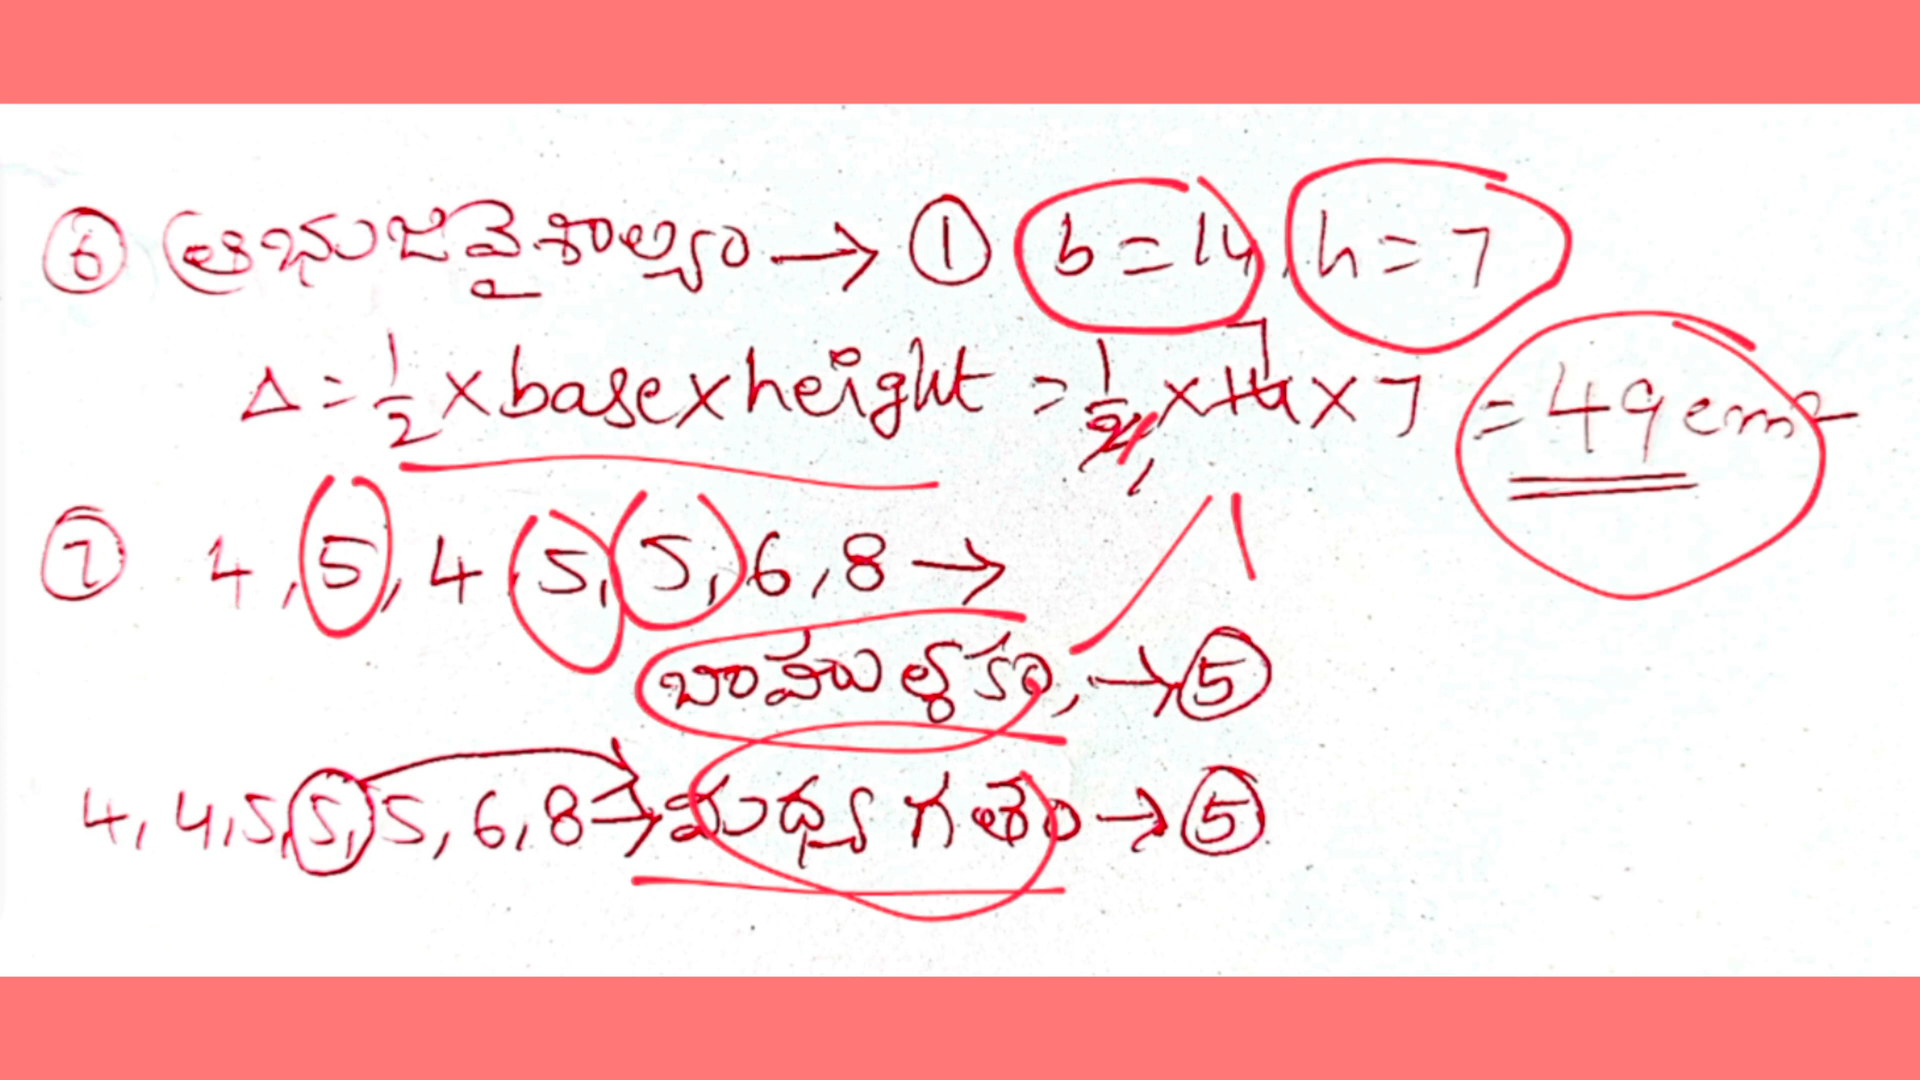 ⑥ త్రిభుజ వైశాల్యం → ① b = 14, h = 7
Δ = 1/2 × base × height = 1/2 × 14 × 7 = 49 cm²
⑦ 4, 5, 4, 5, 5, 6, 8 →
బాహుళకం, → ⑤
4, 4, 5, 5, 5, 6, 8 → మధ్యగతం → ⑤